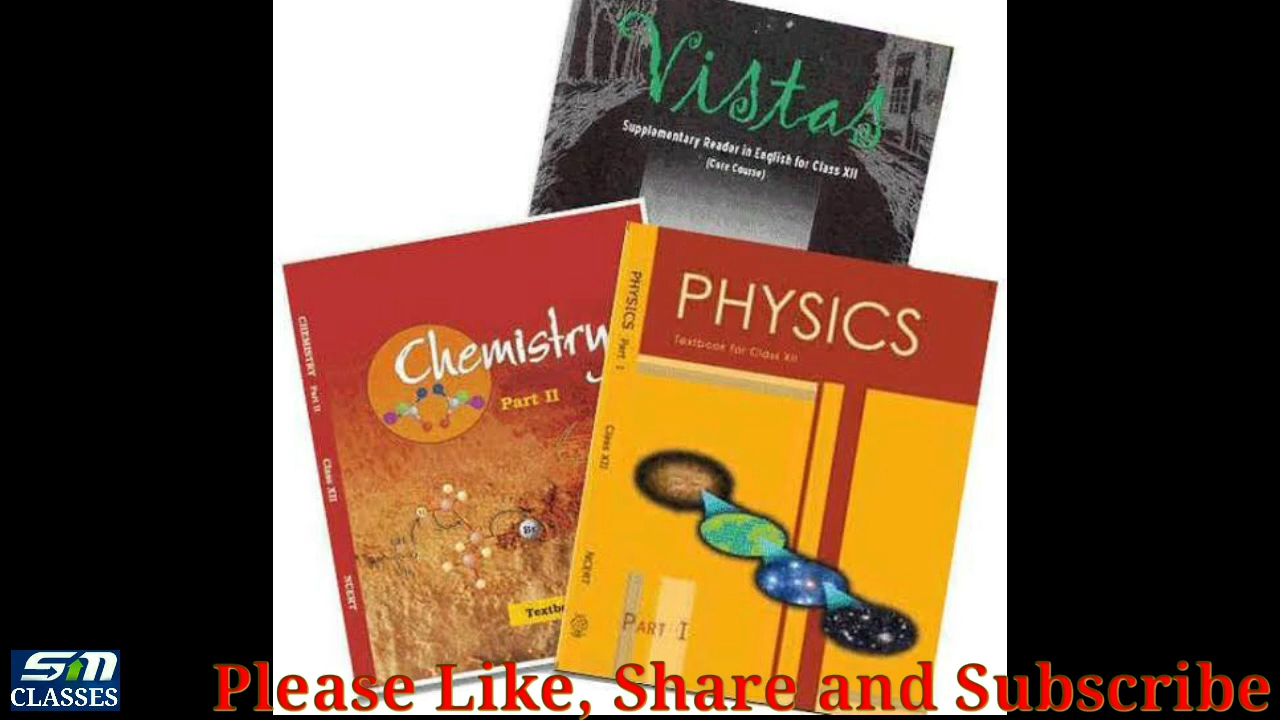 Vistas
Supplementary Reader in English for Class XII
(Core Course)
CHEMISTRY Part II
Class XII
NCERT
Chemistry
Part II
Br
PHYSICS Part I
Class XII
NCERT
PHYSICS
Textbook for Class XII
PART I
SM
CLASSES
Please Like, Share and Subscribe